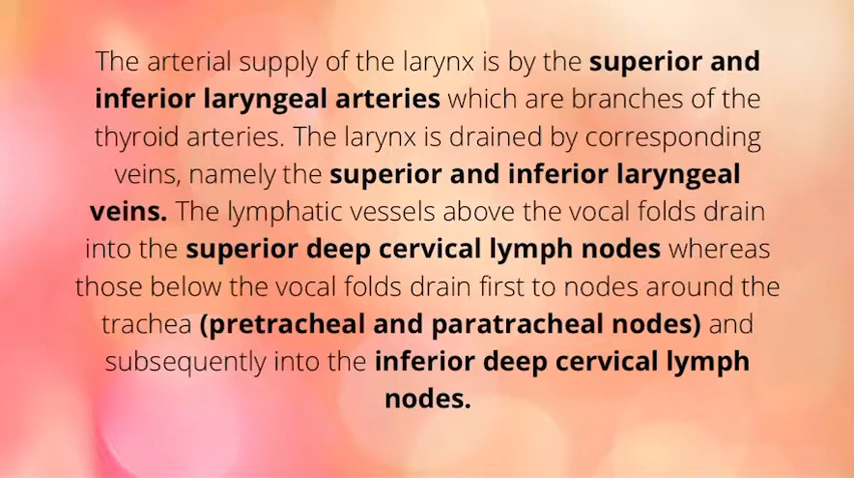 The arterial supply of the larynx is by the superior and
inferior laryngeal arteries which are branches of the
thyroid arteries. The larynx is drained by corresponding
veins, namely the superior and inferior laryngeal
veins. The lymphatic vessels above the vocal folds drain
into the superior deep cervical lymph nodes whereas
those below the vocal folds drain first to nodes around the
trachea (pretracheal and paratracheal nodes) and
subsequently into the inferior deep cervical lymph
nodes.